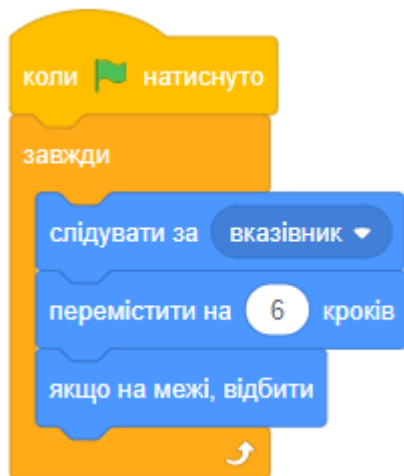 коли натиснуто
завжди
слідувати за вказівник
перемістити на 6 кроків
якщо на межі, відбити